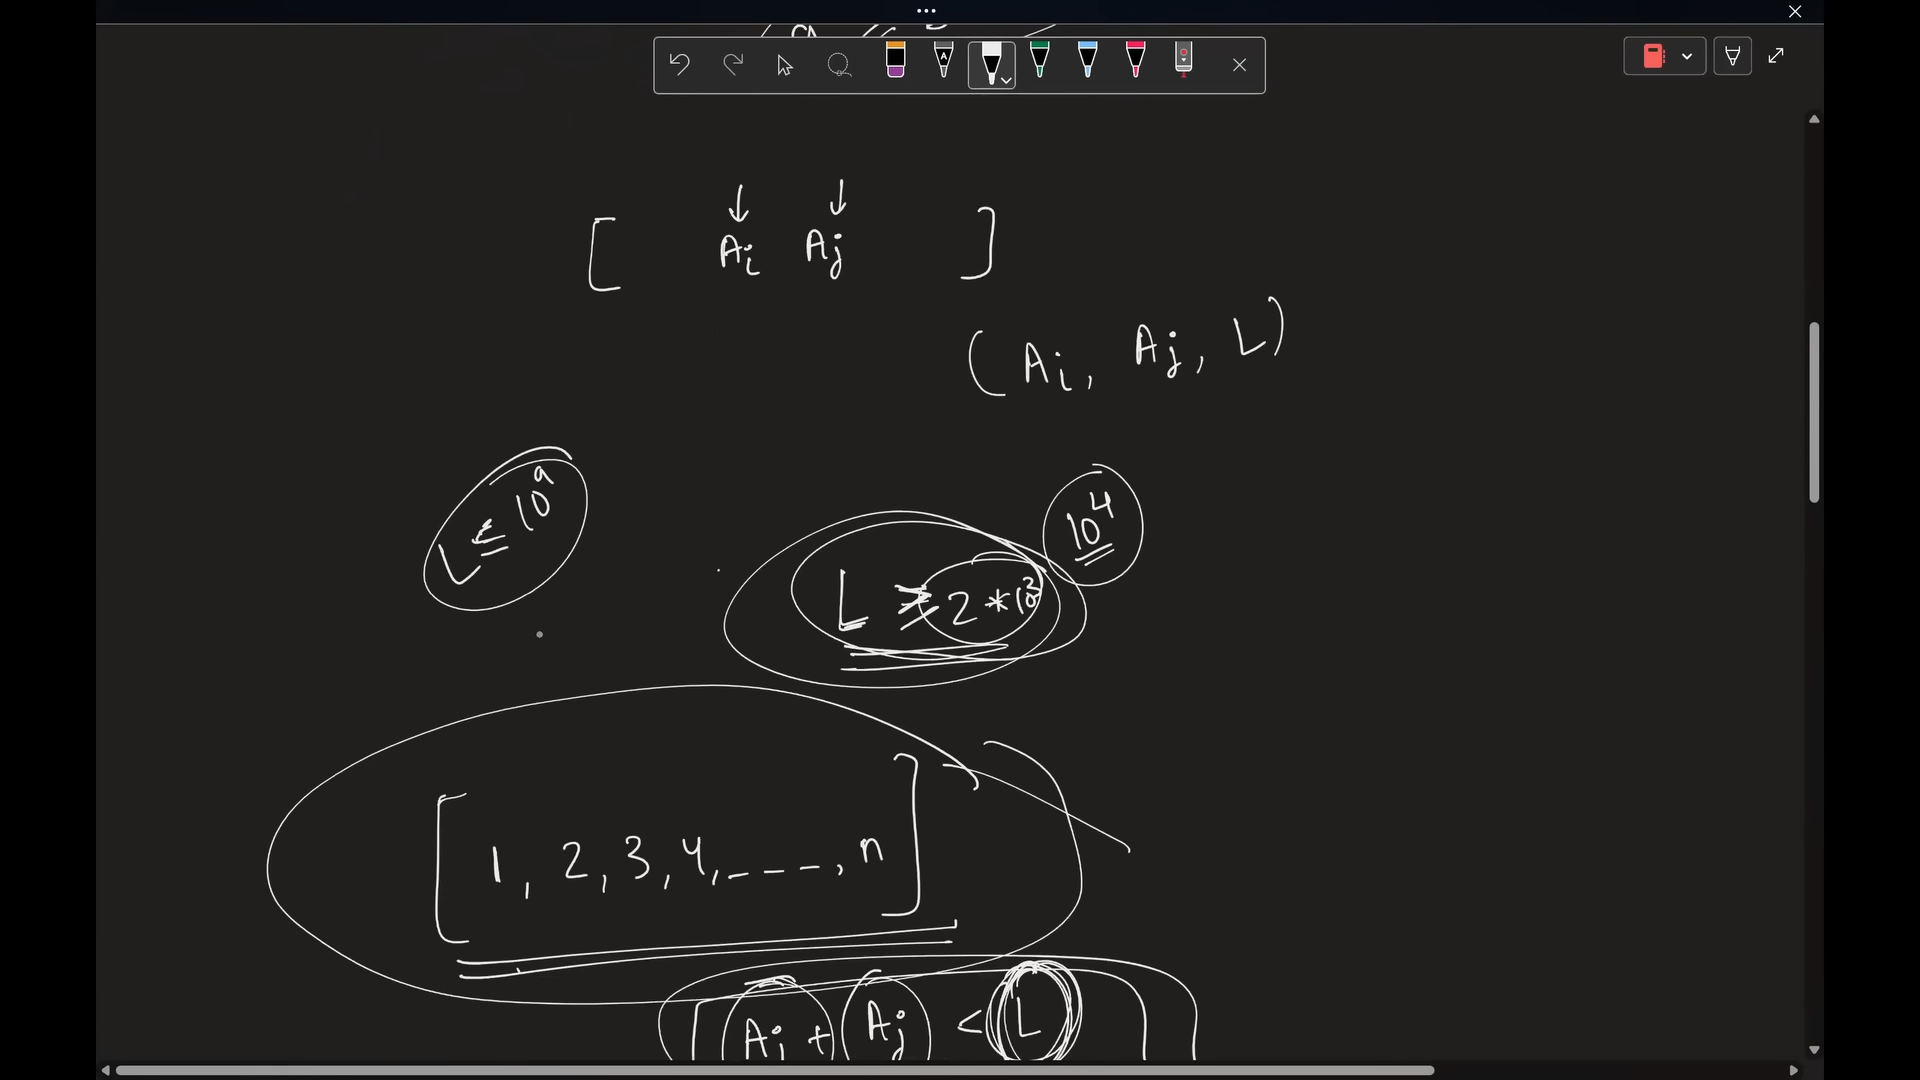 [ Ai Aj ]
(Ai, Aj, L)
L ≤ 10^9
10^4
L ≥ 2 * 10^3
[1, 2, 3, 4, _ _ _, n]
[Ai + Aj < L